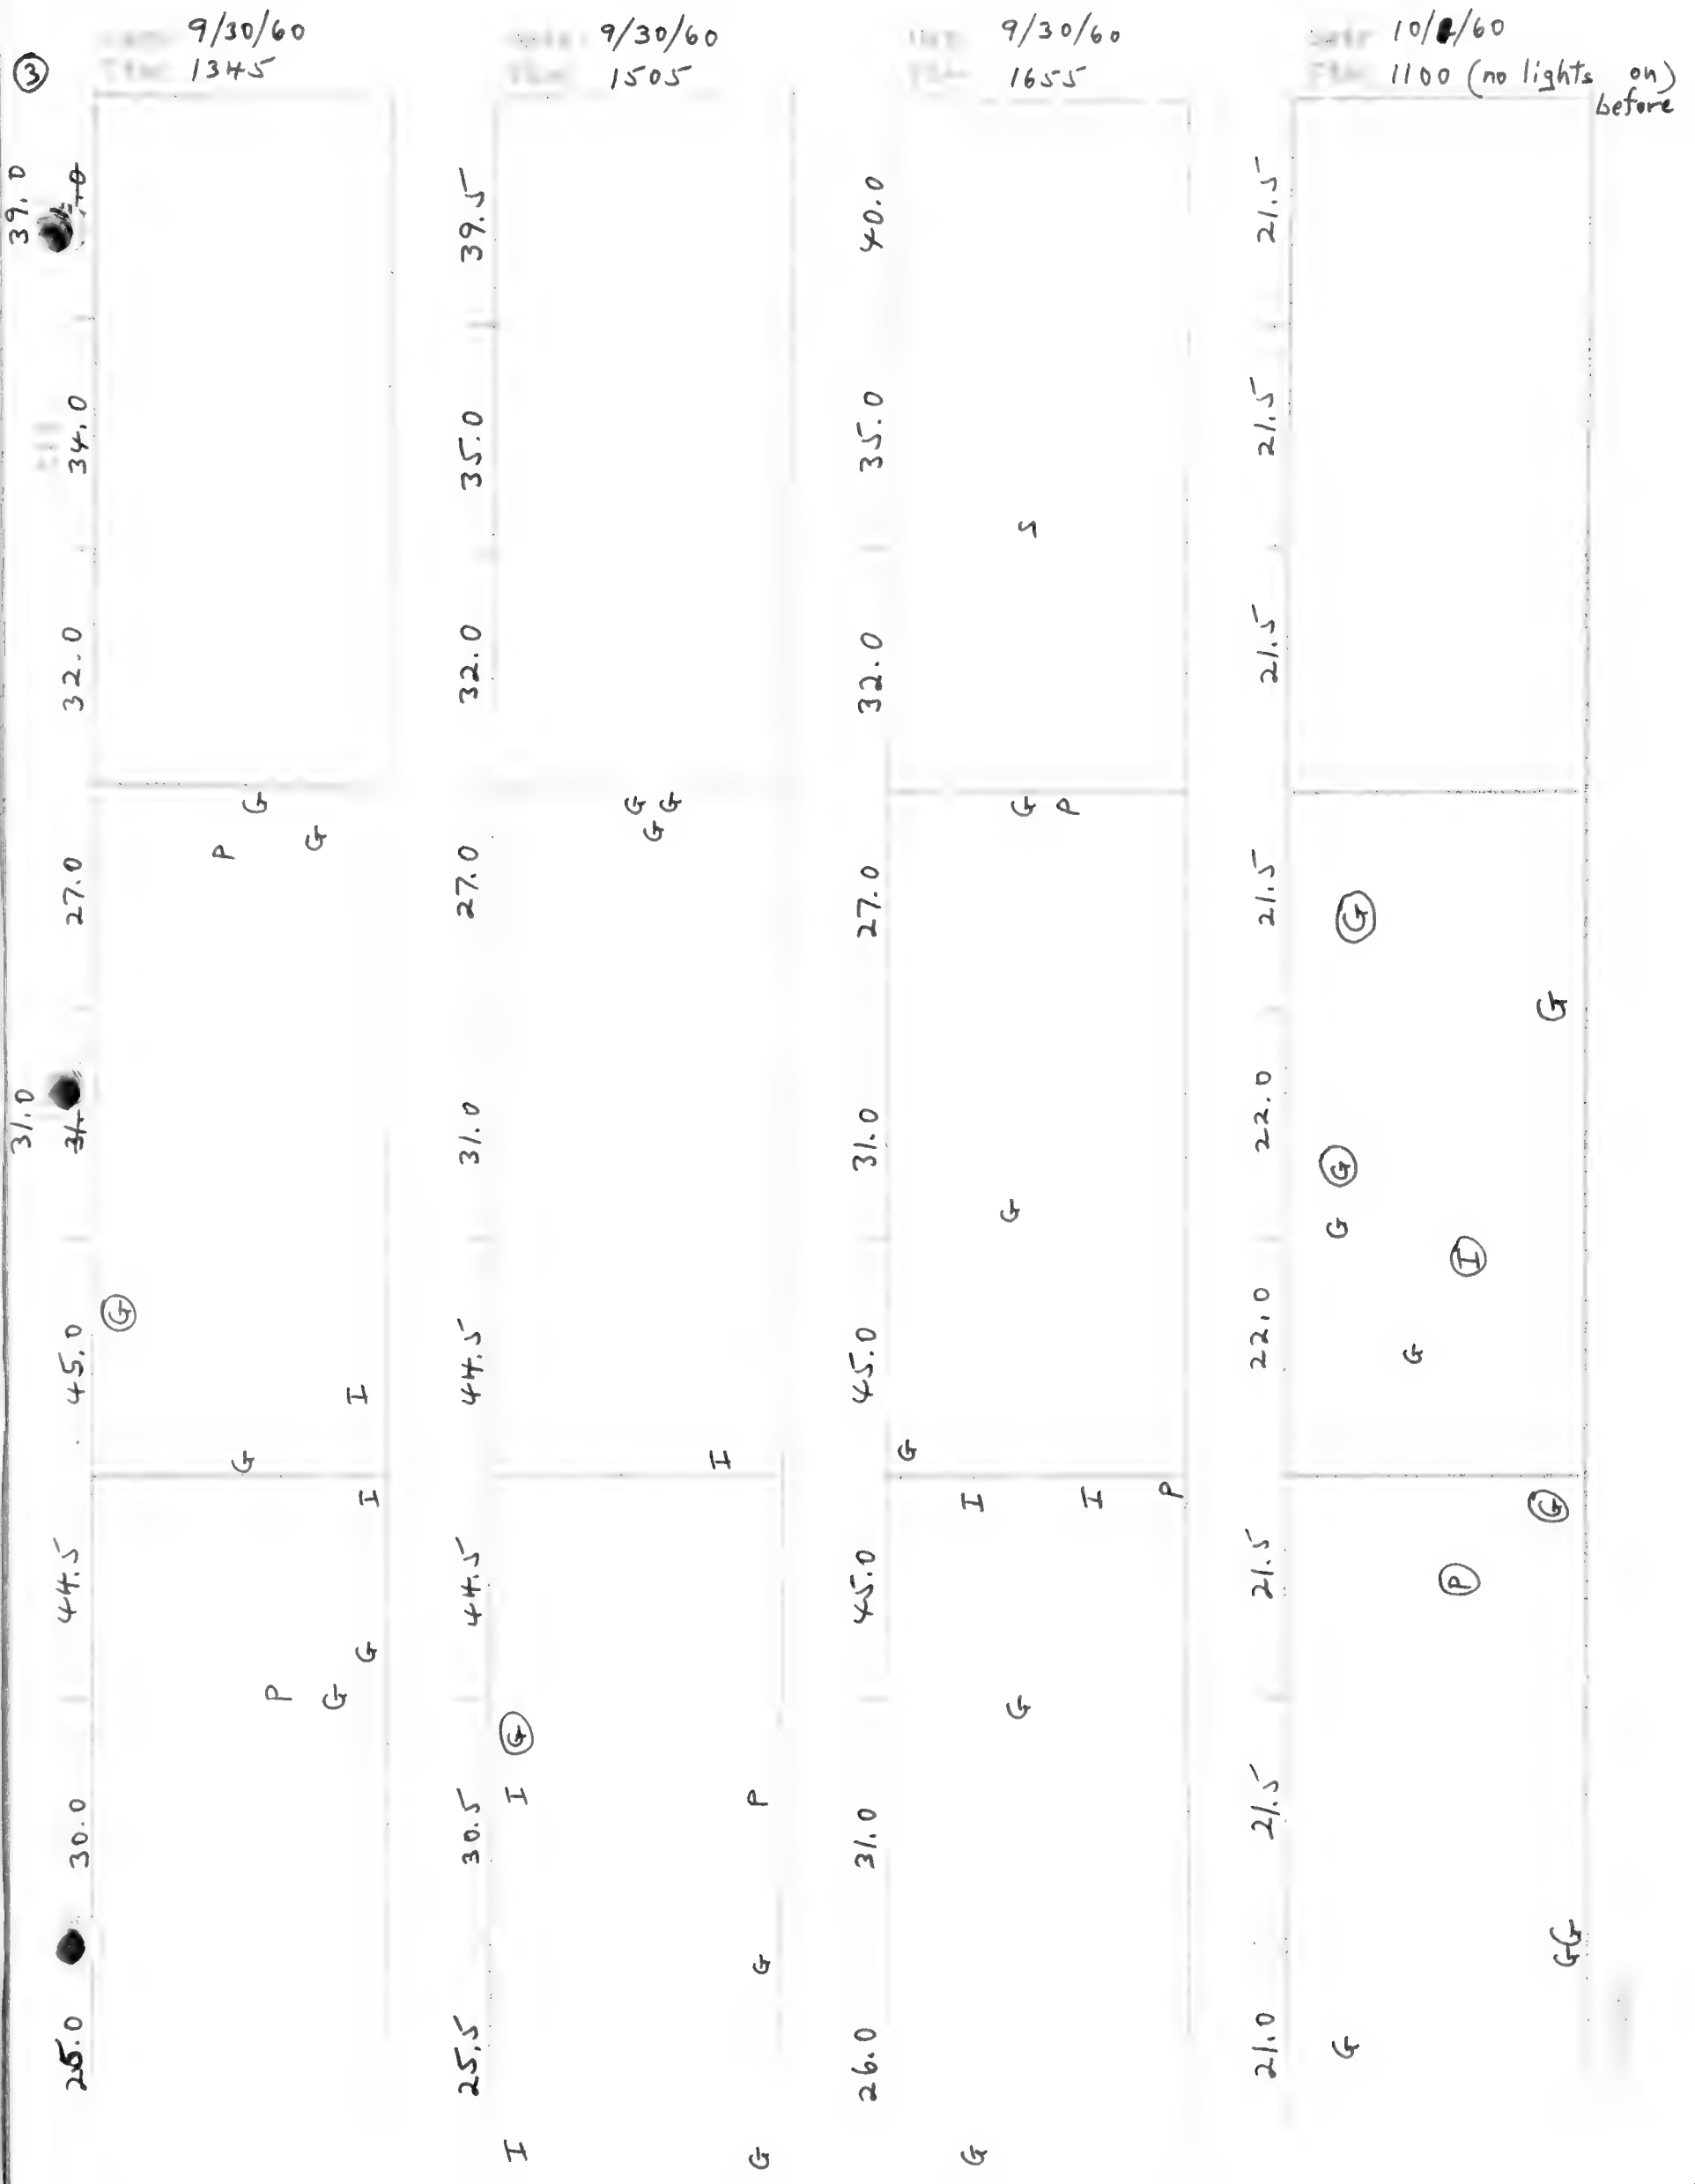 ③
9/30/60
1345
39.0
34.0
32.0
G
P
G
27.0
31.0
31.
Ⓖ
45.0
I
G
I
44.5
G
P
G
30.0
25.0
9/30/60
1505
39.5
35.0
32.0
G G
G
27.0
31.0
44.5
I
44.5
Ⓖ
I
P
30.5
G
25.5
I
G
9/30/60
1655
40.0
35.0
S
32.0
G P
27.0
31.0
G
45.0
G
I
I
P
45.0
G
31.0
26.0
G
10/1/60
1100 (no lights on)
before
21.5
21.5
21.5
21.5
Ⓖ
G
22.0
Ⓖ
G
Ⓘ
22.0
G
Ⓖ
21.5
Ⓟ
21.5
GG
21.0
G